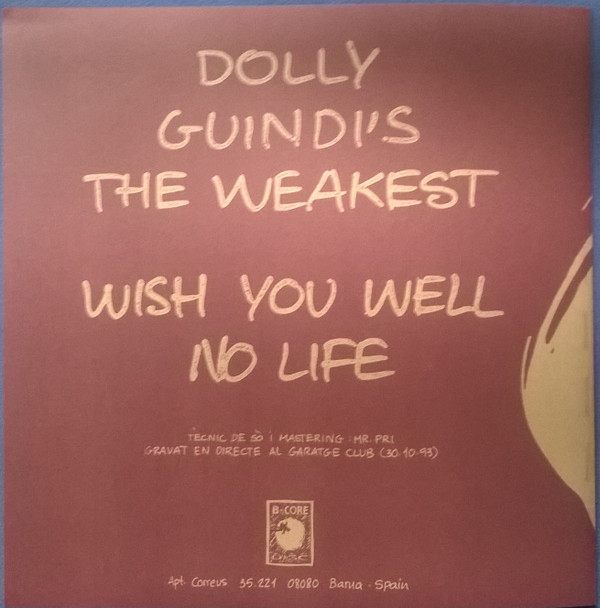 DOLLY
GUINDI'S
THE WEAKEST
WISH YOU WELL
NO LIFE
TÈCNIC DE SÒ I MASTERING: MR. PRI
GRAVAT EN DIRECTE AL GARATGE CLUB (30.10.93)
B-CORE
Apt. Correus 35.221 08080 Barna - Spain